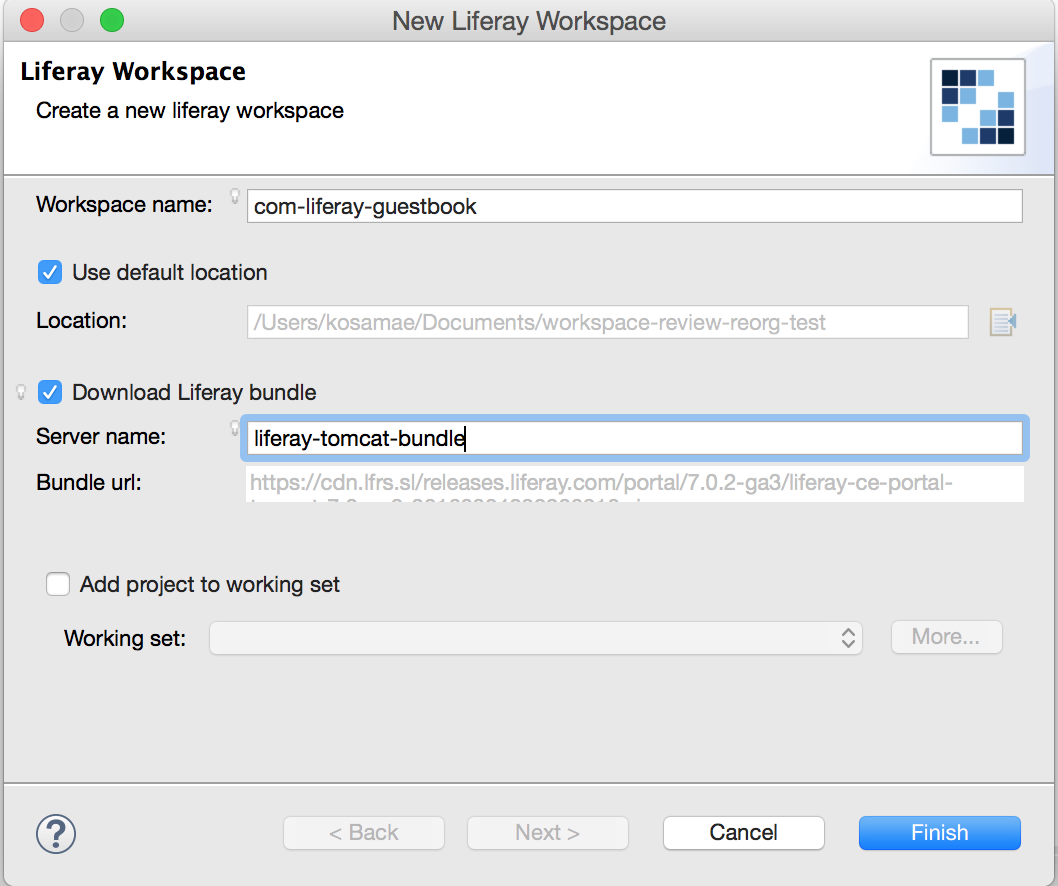 New Liferay Workspace
Liferay Workspace
Create a new liferay workspace
Workspace name: com-liferay-guestbook
Use default location
Location: /Users/kosamae/Documents/workspace-review-reorg-test
Download Liferay bundle
Server name: liferay-tomcat-bundle
Bundle url: https://cdn.lfrs.sl/releases.liferay.com/portal/7.0.2-ga3/liferay-ce-portal-
Add project to working set
Working set: More...
? < Back Next > Cancel Finish